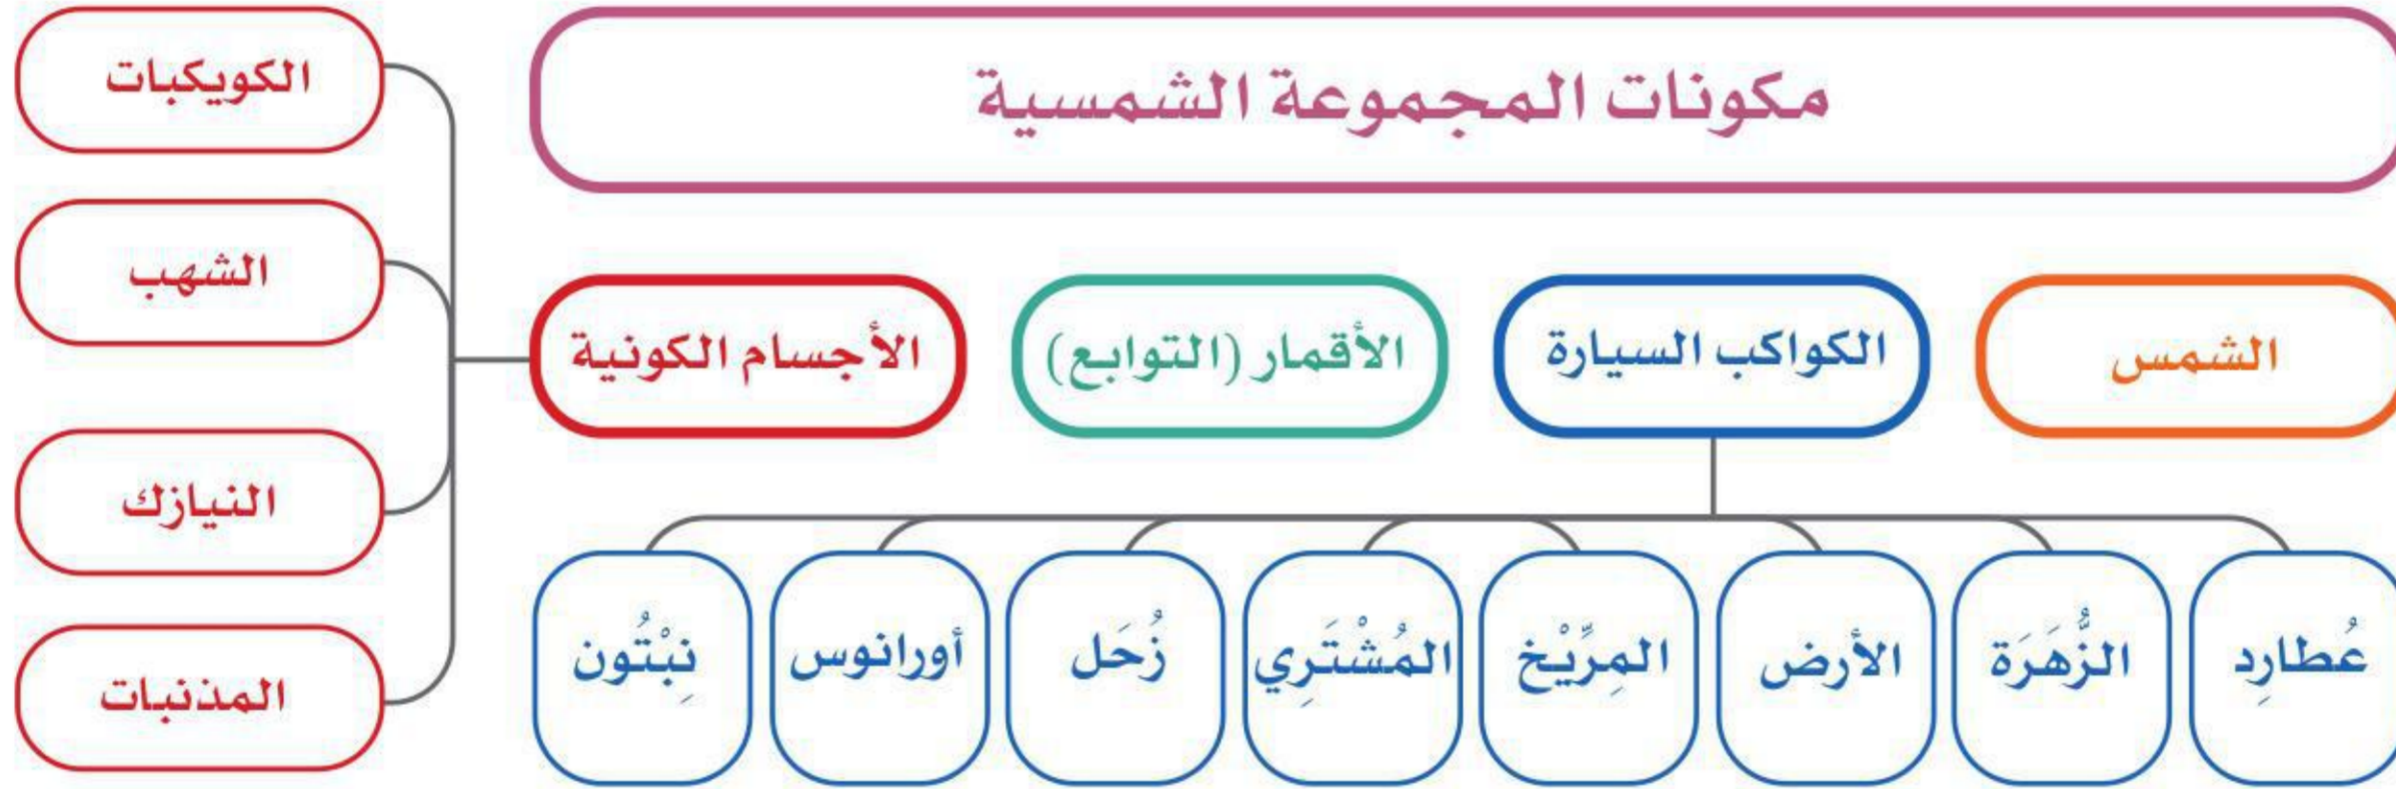 مكونات المجموعة الشمسية
الشمس
الكواكب السيارة
الأقمار (التوابع)
الأجسام الكونية
عُطارِد
الزُّهَرَة
الأرض
المِرِّيْخ
المُشْتَرِي
زُحَل
أورانوس
نِبْتُون
الكويكبات
الشهب
النيازك
المذنبات